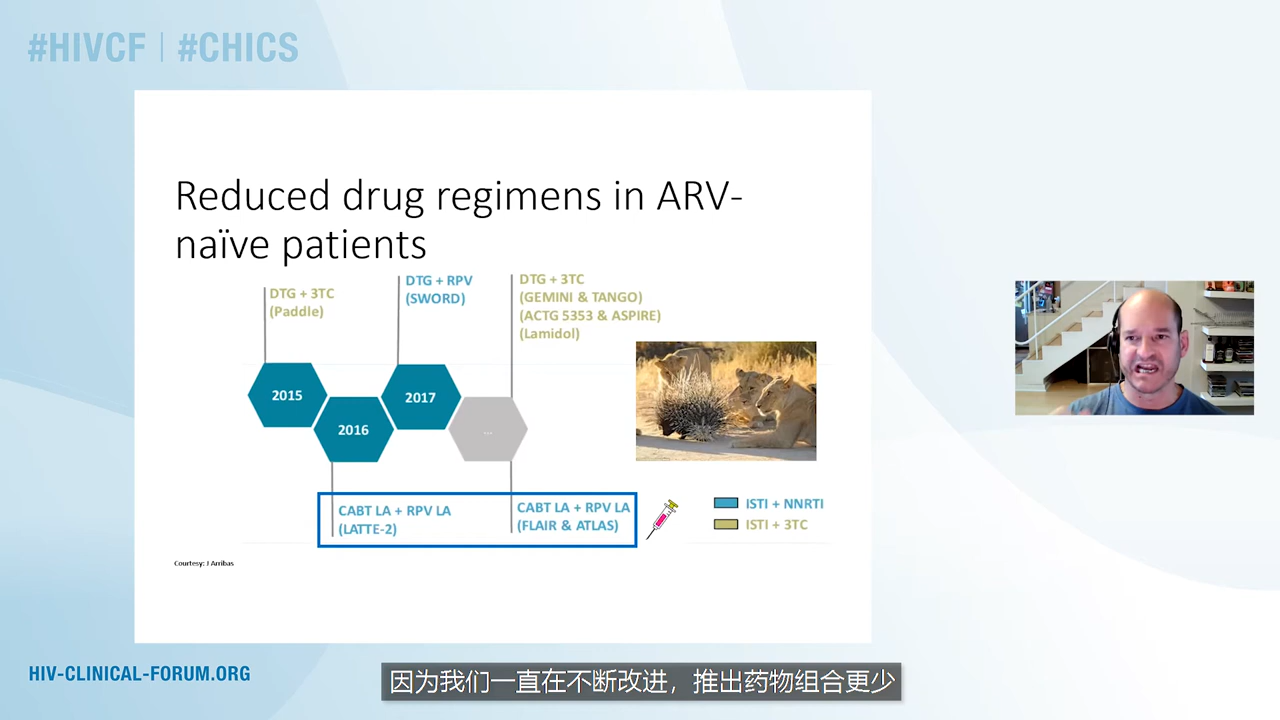 #HIVCF | #CHICS
Reduced drug regimens in ARV-
naïve patients
DTG + 3TC
(Paddle)
DTG + RPV
(SWORD)
DTG + 3TC
(GEMINI & TANGO)
(ACTG 5353 & ASPIRE)
(Lamidol)
2015
2016
2017
...
CABT LA + RPV LA
(LATTE-2)
CABT LA + RPV LA
(FLAIR & ATLAS)
ISTI + NNRTI
ISTI + 3TC
Courtesy: J Arribas
HIV-CLINICAL-FORUM.ORG
因为我们一直在不断改进，推出药物组合更少